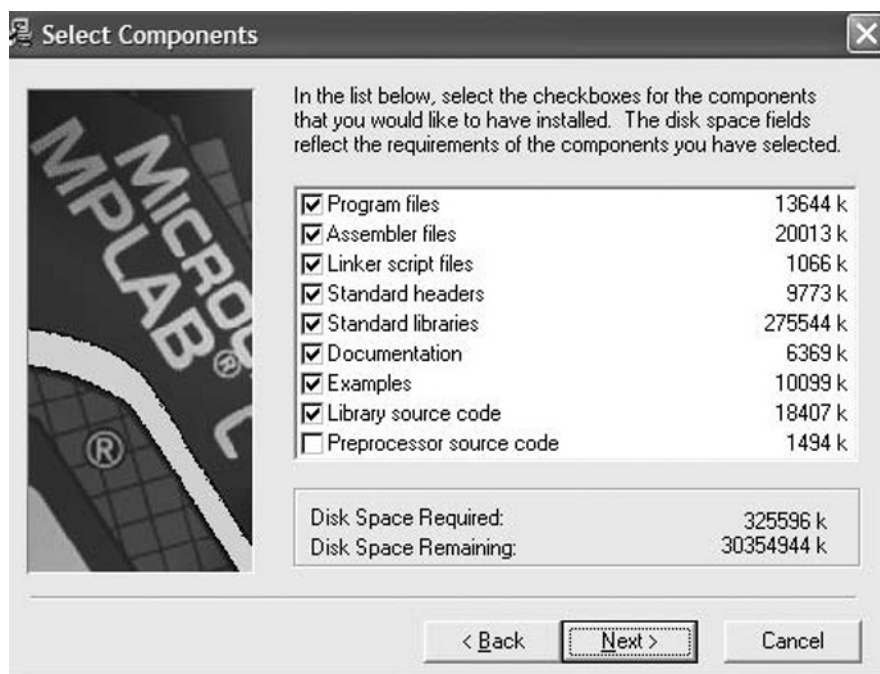 Select Components
In the list below, select the checkboxes for the components
that you would like to have installed. The disk space fields
reflect the requirements of the components you have selected.
Program files 13644 k
Assembler files 20013 k
Linker script files 1066 k
Standard headers 9773 k
Standard libraries 275544 k
Documentation 6369 k
Examples 10099 k
Library source code 18407 k
Preprocessor source code 1494 k
Disk Space Required: 325596 k
Disk Space Remaining: 30354944 k
< Back
Next >
Cancel
MPLAB®
®